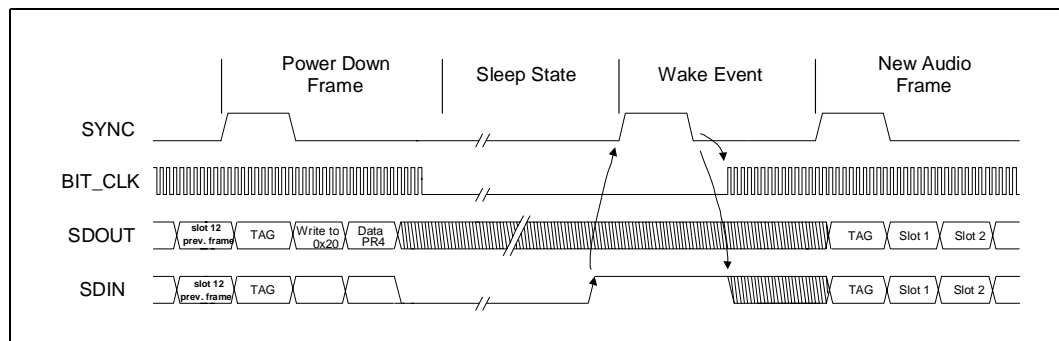 Power Down
Frame
Sleep State
Wake Event
New Audio
Frame
SYNC
BIT_CLK
SDOUT
slot 12
prev. frame
TAG
Write to
0x20
Data
PR4
TAG
Slot 1
Slot 2
SDIN
slot 12
prev. frame
TAG
TAG
Slot 1
Slot 2